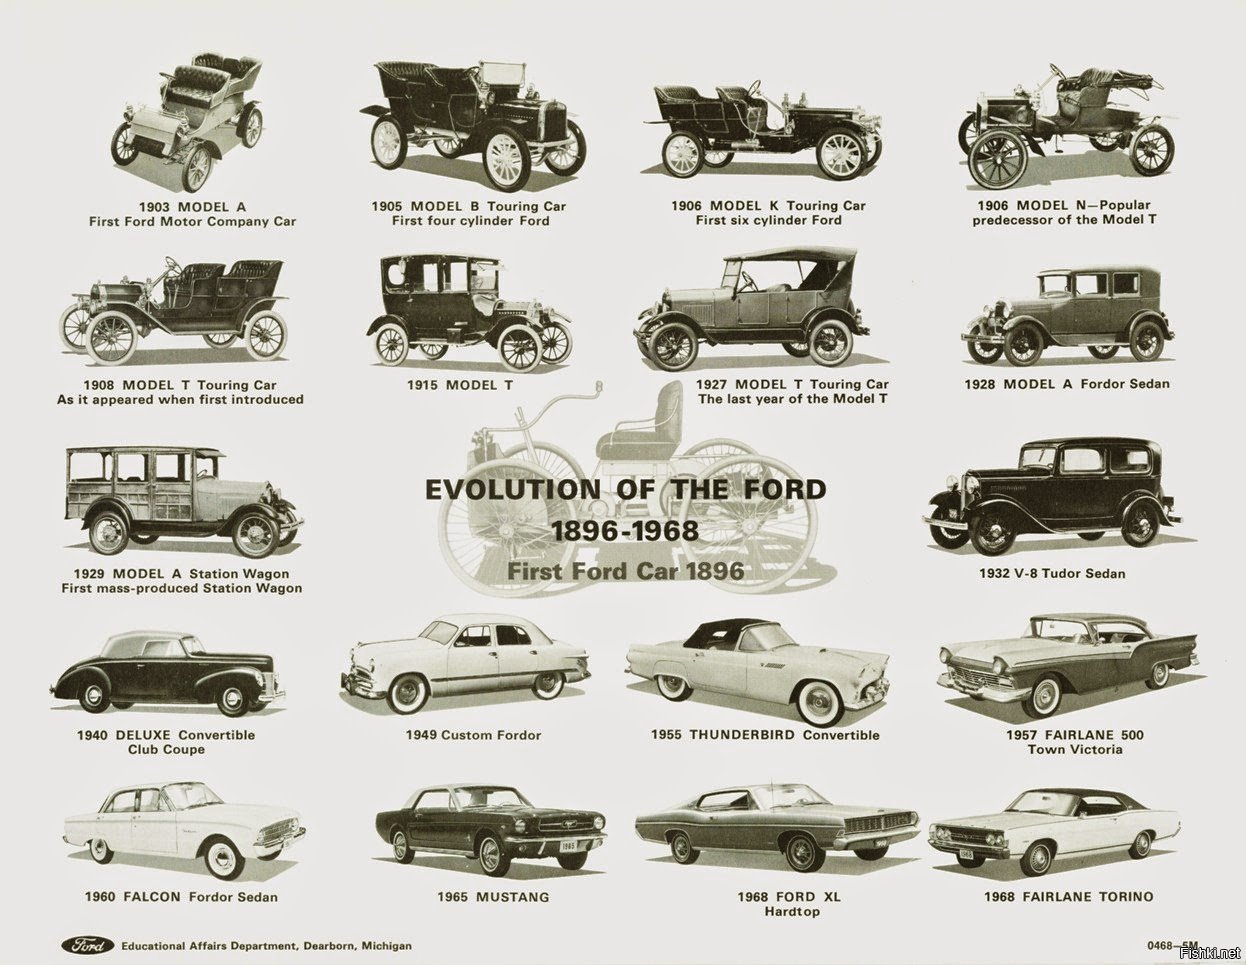 1903 MODEL A
First Ford Motor Company Car
1905 MODEL B Touring Car
First four cylinder Ford
1906 MODEL K Touring Car
First six cylinder Ford
1906 MODEL N—Popular
predecessor of the Model T
1908 MODEL T Touring Car
As it appeared when first introduced
1915 MODEL T
1927 MODEL T Touring Car
The last year of the Model T
1928 MODEL A Fordor Sedan
1929 MODEL A Station Wagon
First mass-produced Station Wagon
EVOLUTION OF THE FORD
1896-1968
First Ford Car 1896
1932 V-8 Tudor Sedan
1940 DELUXE Convertible
Club Coupe
1949 Custom Fordor
1955 THUNDERBIRD Convertible
1957 FAIRLANE 500
Town Victoria
1960 FALCON Fordor Sedan
1965
1965 MUSTANG
1968 FORD XL
Hardtop
1968
1968 FAIRLANE TORINO
Ford
Educational Affairs Department, Dearborn, Michigan
0468—5M
Fishki.net